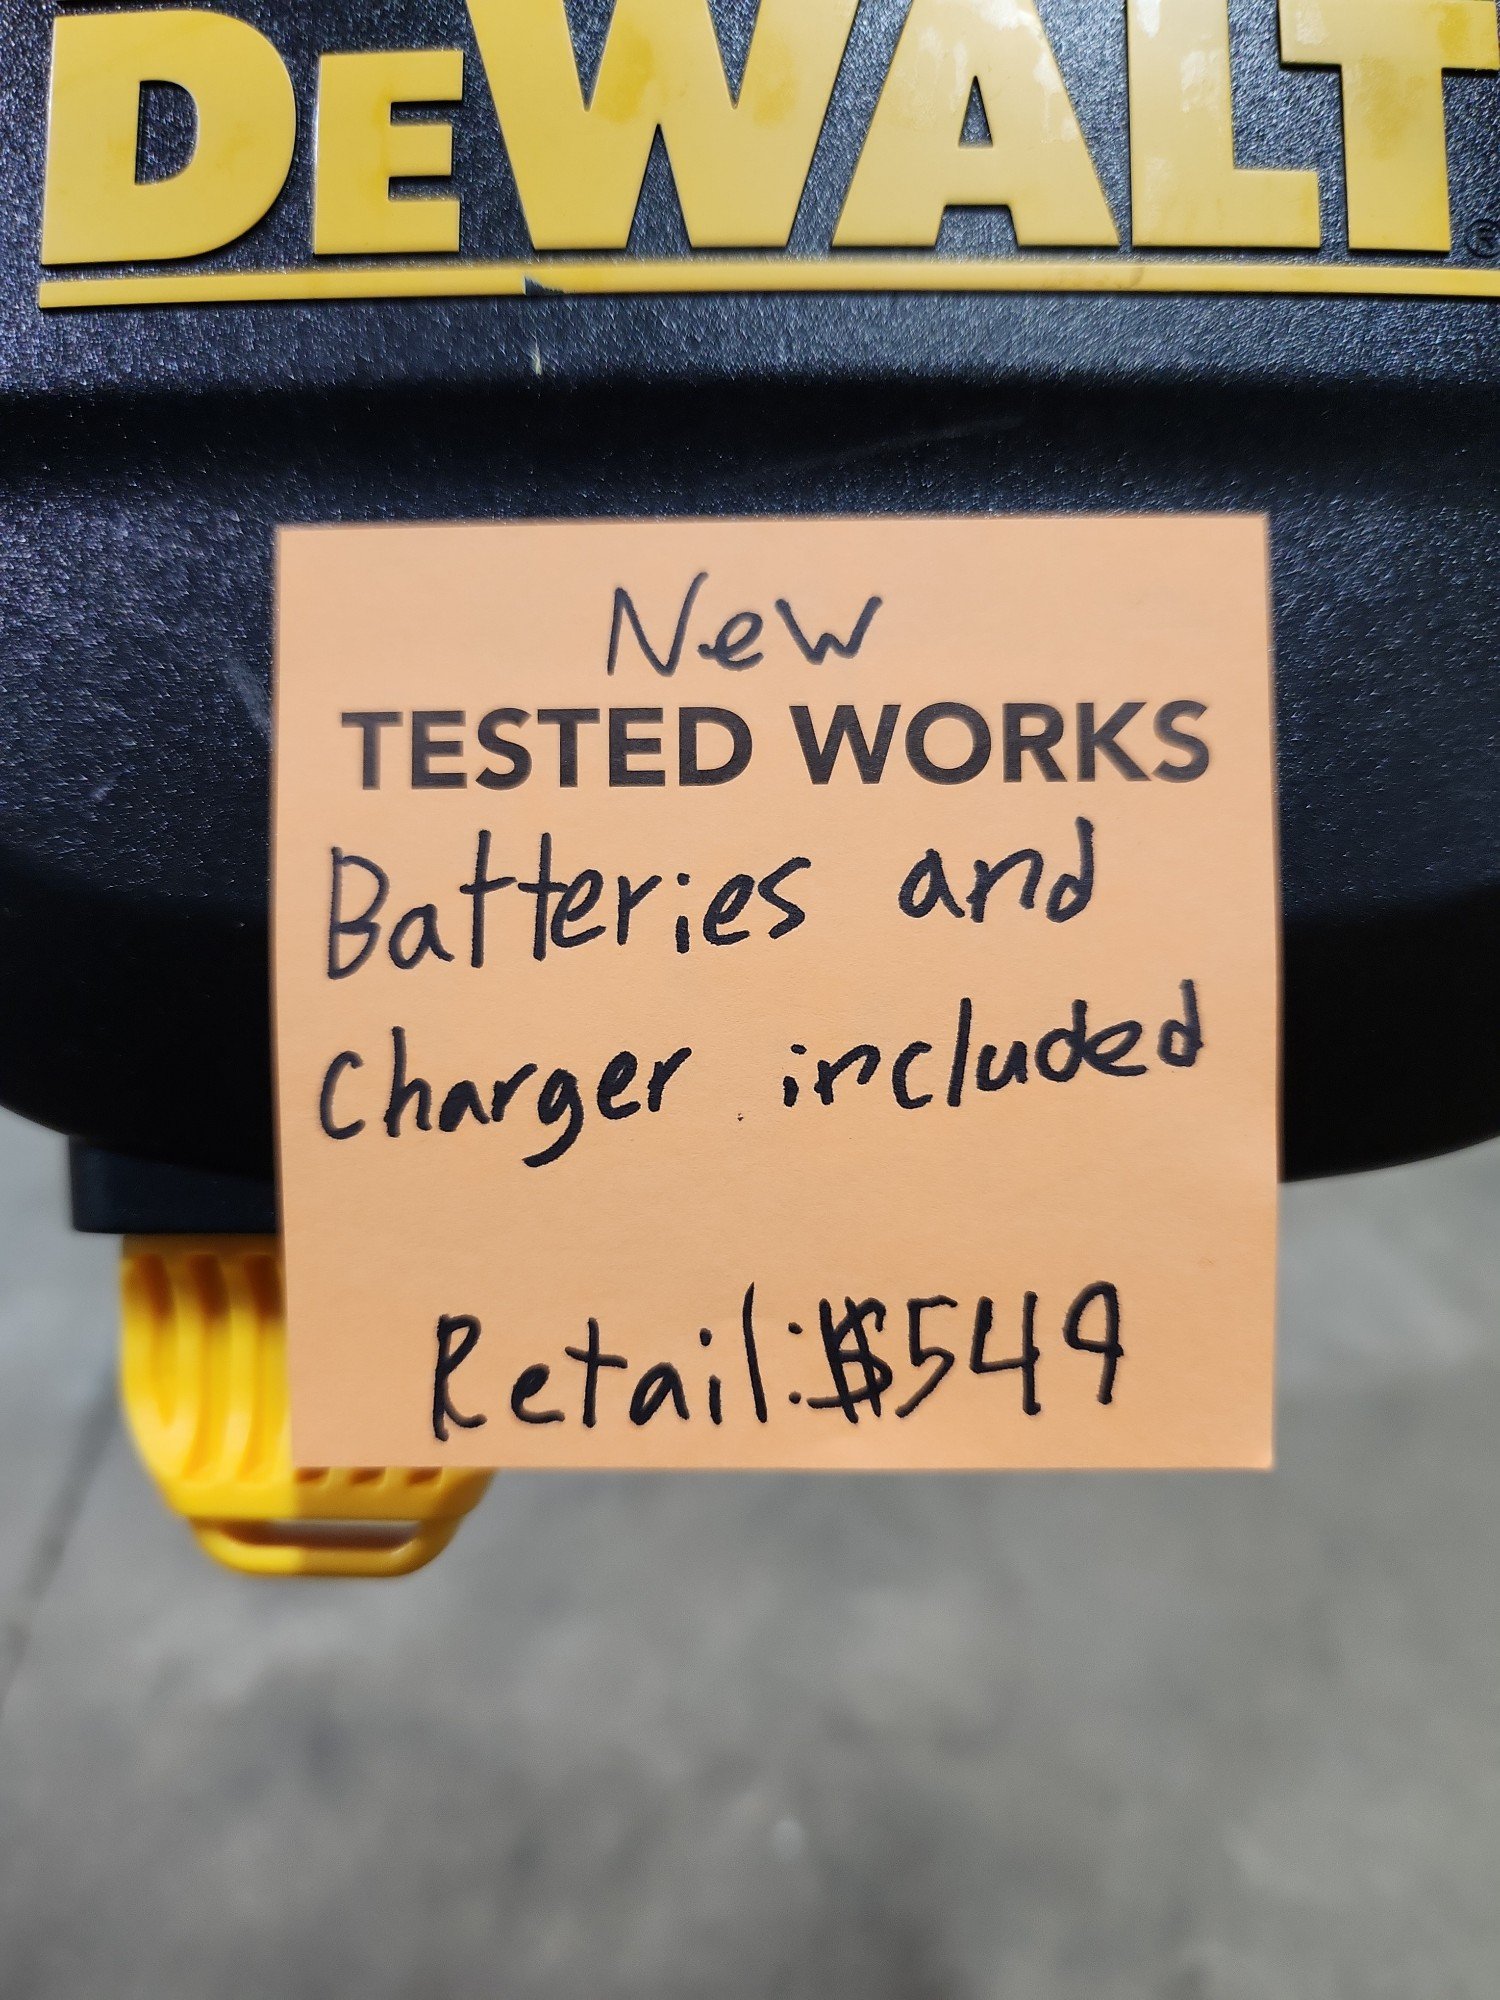 DEWALT
New
TESTED WORKS
Batteries and
Charger included
Retail: $549